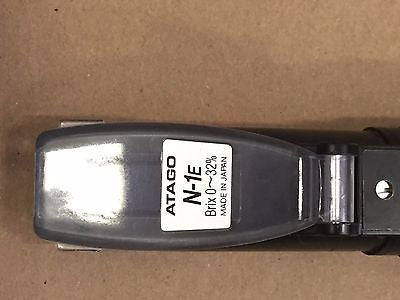 ATAGO
N-1E
Brix 0~32%
MADE IN JAPAN